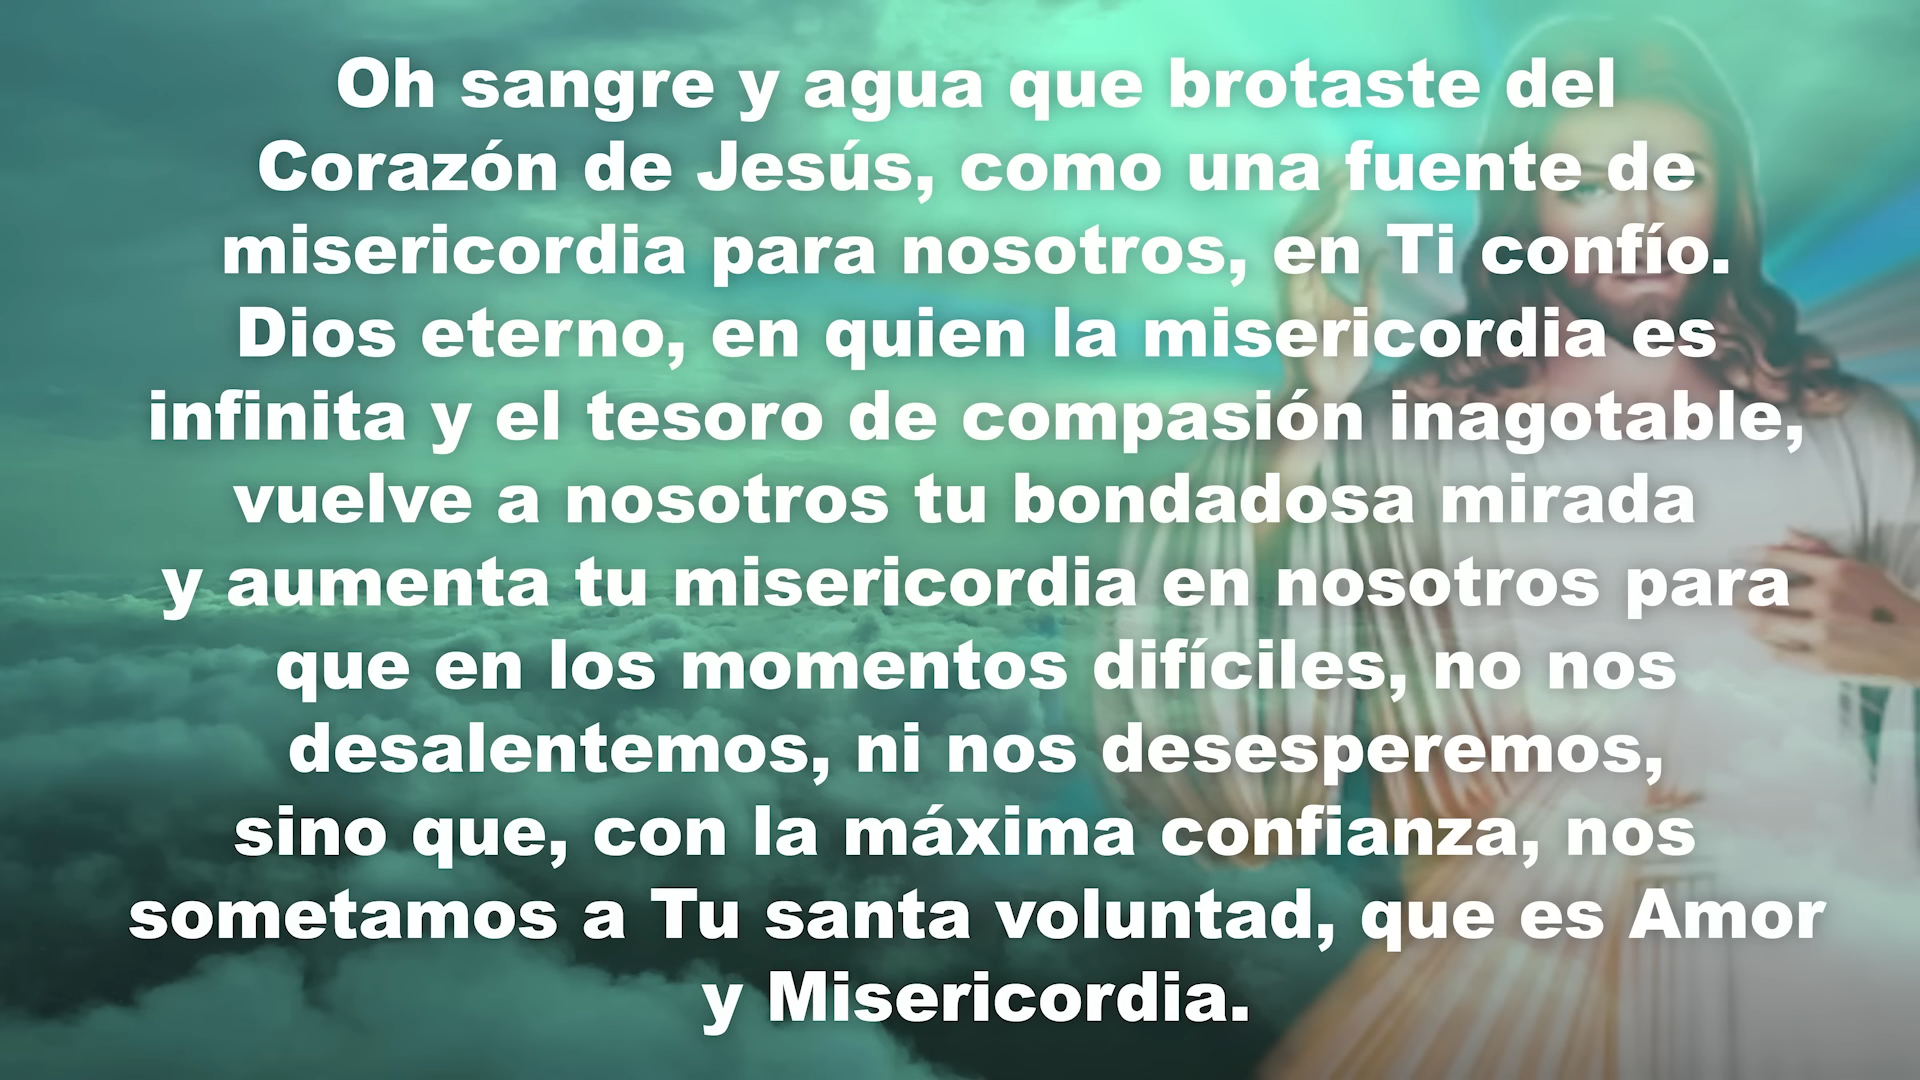 Oh sangre y agua que brotaste del
Corazón de Jesús, como una fuente de
misericordia para nosotros, en Ti confío.
Dios eterno, en quien la misericordia es
infinita y el tesoro de compasión inagotable,
vuelve a nosotros tu bondadosa mirada
y aumenta tu misericordia en nosotros para
que en los momentos difíciles, no nos
desalentemos, ni nos desesperemos,
sino que, con la máxima confianza, nos
sometamos a Tu santa voluntad, que es Amor
y Misericordia.